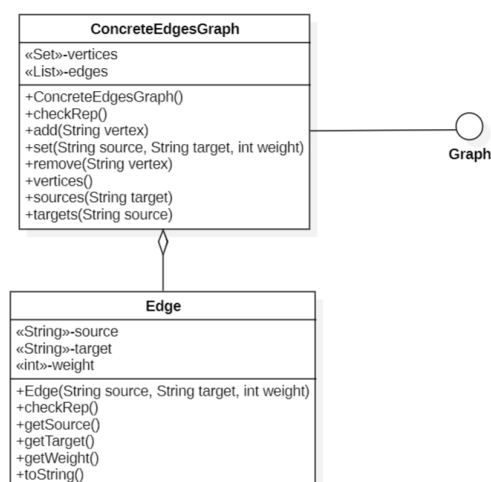 ConcreteEdgesGraph
«Set»-vertices
«List»-edges
+ConcreteEdgesGraph()
+checkRep()
+add(String vertex)
+set(String source, String target, int weight)
+remove(String vertex)
+vertices()
+sources(String target)
+targets(String source)
Graph
Edge
«String»-source
«String»-target
«int»-weight
+Edge(String source, String target, int weight)
+checkRep()
+getSource()
+getTarget()
+getWeight()
+toString()